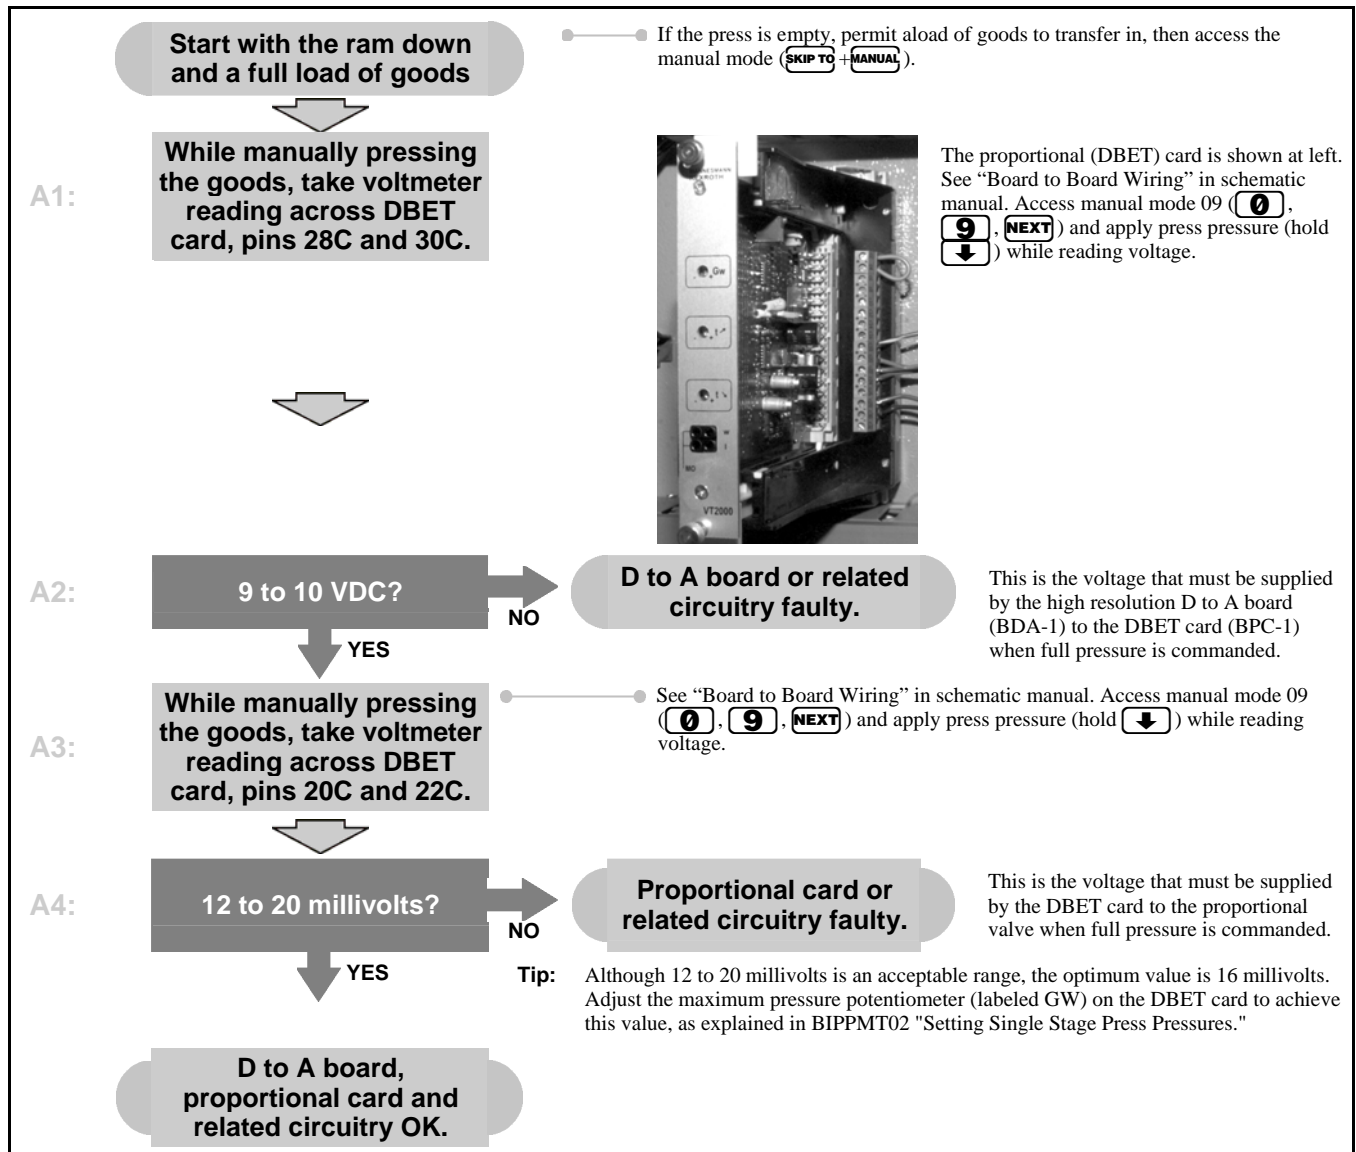 Start with the ram down
and a full load of goods
If the press is empty, permit aload of goods to transfer in, then access the
manual mode (SKIP TO + MANUAL ).
A1:
While manually pressing
the goods, take voltmeter
reading across DBET
card, pins 28C and 30C.
The proportional (DBET) card is shown at left.
See “Board to Board Wiring” in schematic
manual. Access manual mode 09 ( 0 ,
9 , NEXT ) and apply press pressure (hold
⬇ ) while reading voltage.
Gw
VT2000
A2:
9 to 10 VDC?
NO
D to A board or related
circuitry faulty.
This is the voltage that must be supplied
by the high resolution D to A board
(BDA-1) to the DBET card (BPC-1)
when full pressure is commanded.
YES
A3:
While manually pressing
the goods, take voltmeter
reading across DBET
card, pins 20C and 22C.
See “Board to Board Wiring” in schematic manual. Access manual mode 09
( 0 , 9 , NEXT ) and apply press pressure (hold ⬇ ) while reading
voltage.
A4:
12 to 20 millivolts?
NO
Proportional card or
related circuitry faulty.
This is the voltage that must be supplied
by the DBET card to the proportional
valve when full pressure is commanded.
YES
Tip: Although 12 to 20 millivolts is an acceptable range, the optimum value is 16 millivolts.
Adjust the maximum pressure potentiometer (labeled GW) on the DBET card to achieve
this value, as explained in BIPPMT02 "Setting Single Stage Press Pressures."
D to A board,
proportional card and
related circuitry OK.